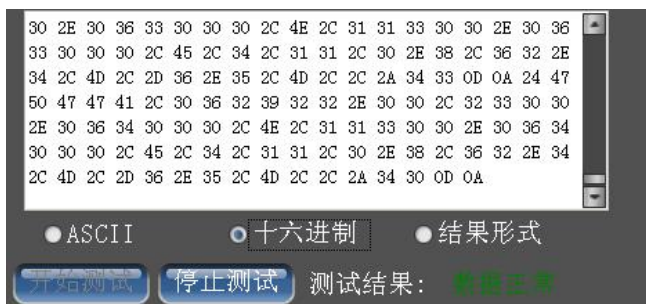 30 2E 30 36 33 30 30 30 2C 4E 2C 31 31 33 30 30 2E 30 36
33 30 30 30 2C 45 2C 34 2C 31 31 2C 30 2E 38 2C 36 32 2E
34 2C 4D 2C 2D 36 2E 35 2C 4D 2C 2C 2A 34 33 0D 0A 24 47
50 47 47 41 2C 30 36 32 39 32 32 2E 30 30 2C 32 33 30 30
2E 30 36 34 30 30 30 2C 4E 2C 31 31 33 30 30 2E 30 36 34
30 30 30 2C 45 2C 34 2C 31 31 2C 30 2E 38 2C 36 32 2E 34
2C 4D 2C 2D 36 2E 35 2C 4D 2C 2C 2A 34 30 0D 0A
ASCII 十六进制 结果形式
开始测试 停止测试 测试结果: 数据正常